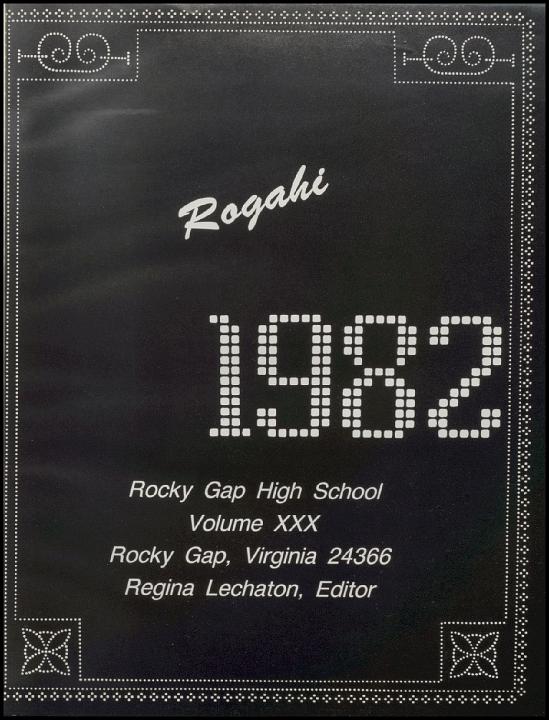 Rogahi
1982
Rocky Gap High School
Volume XXX
Rocky Gap, Virginia 24366
Regina Lechaton, Editor